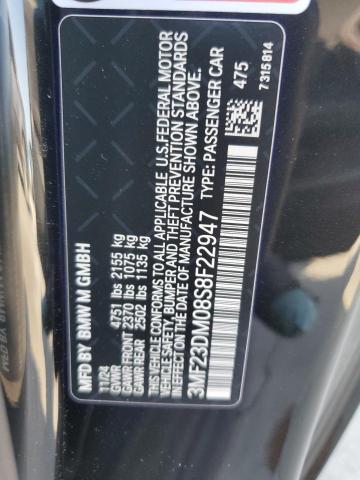 MFD BY BMW M GMBH
11/24
GVWR 4751 lbs 2155 kg
GAWR FRONT 2370 lbs 1075 kg
GAWR REAR 2502 lbs 1135 kg
THIS VEHICLE CONFORMS TO ALL APPLICABLE U.S. FEDERAL MOTOR
VEHICLE SAFETY, BUMPER AND THEFT PREVENTION STANDARDS
IN EFFECT ON THE DATE OF MANUFACTURE SHOWN ABOVE.
3MF23DM08S8F22947 TYPE: PASSENGER CAR
475
7 315 814